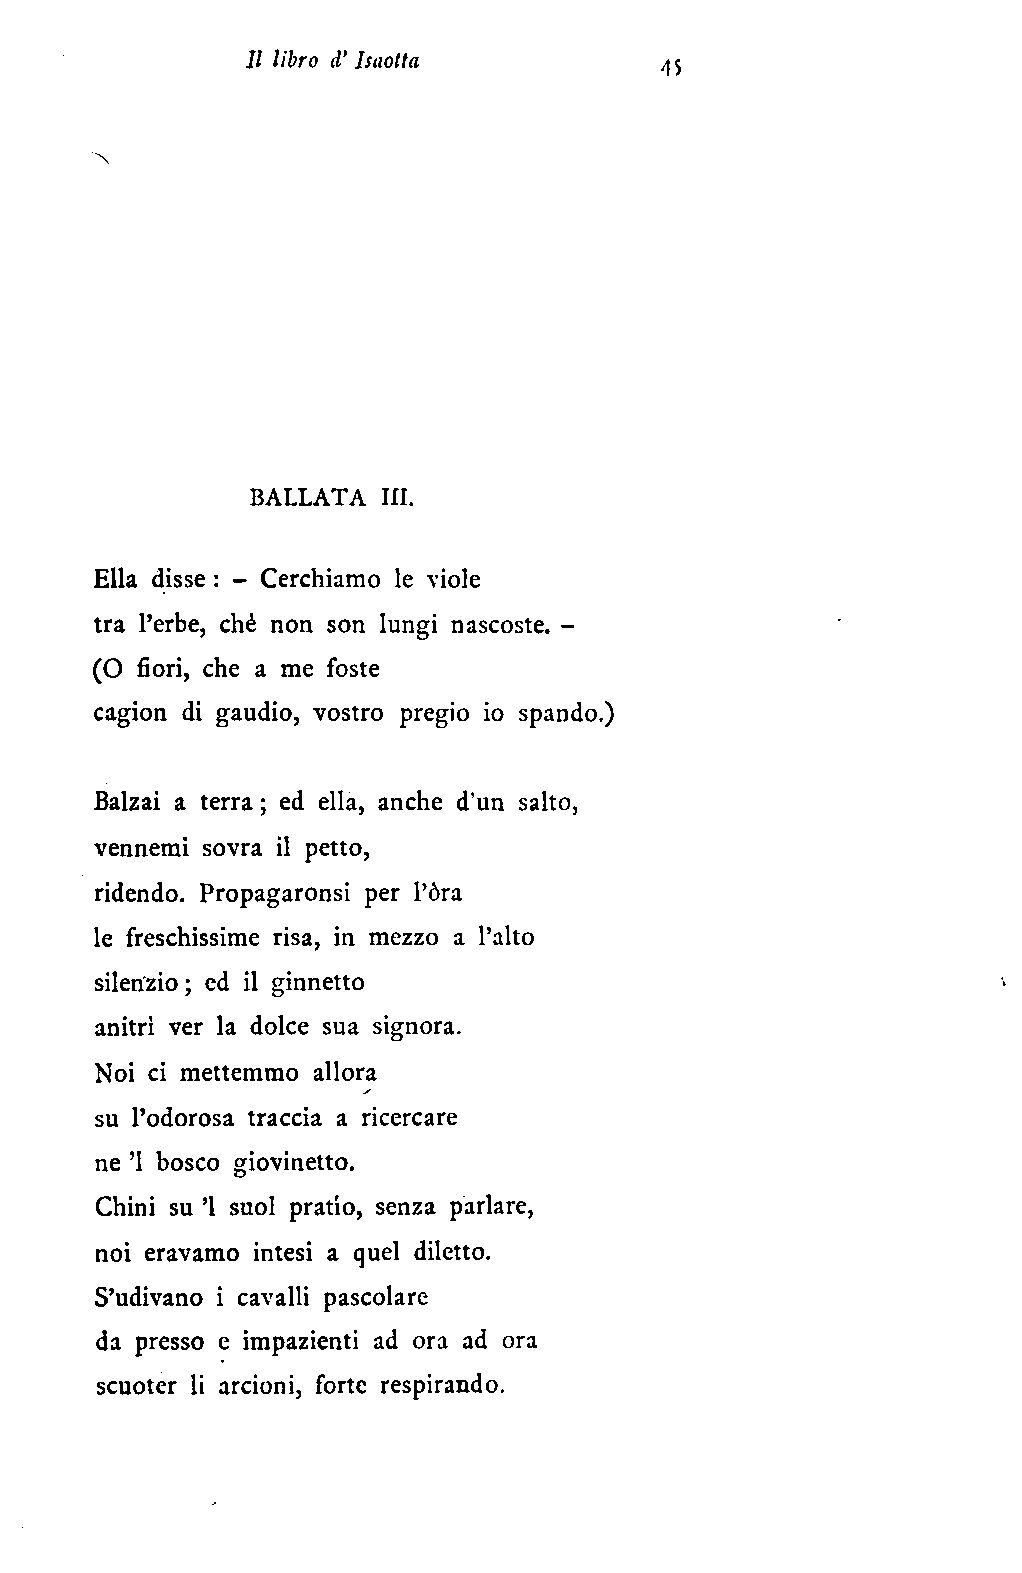 Il libro d' Isaotta 45
BALLATA III.
Ella disse : – Cerchiamo le viole
tra l'erbe, chè non son lungi nascoste. –
(O fiori, che a me foste
cagion di gaudio, vostro pregio io spando.)
Balzai a terra ; ed ella, anche d'un salto,
vennemi sovra il petto,
ridendo. Propagaronsi per l'òra
le freschissime risa, in mezzo a l'alto
silenzio ; ed il ginnetto
anitrì ver la dolce sua signora.
Noi ci mettemmo allora
su l'odorosa traccia a ricercare
ne 'l bosco giovinetto.
Chini su 'l suol pratío, senza parlare,
noi eravamo intesi a quel diletto.
S'udivano i cavalli pascolare
da presso e impazienti ad ora ad ora
scuoter li arcioni, forte respirando.